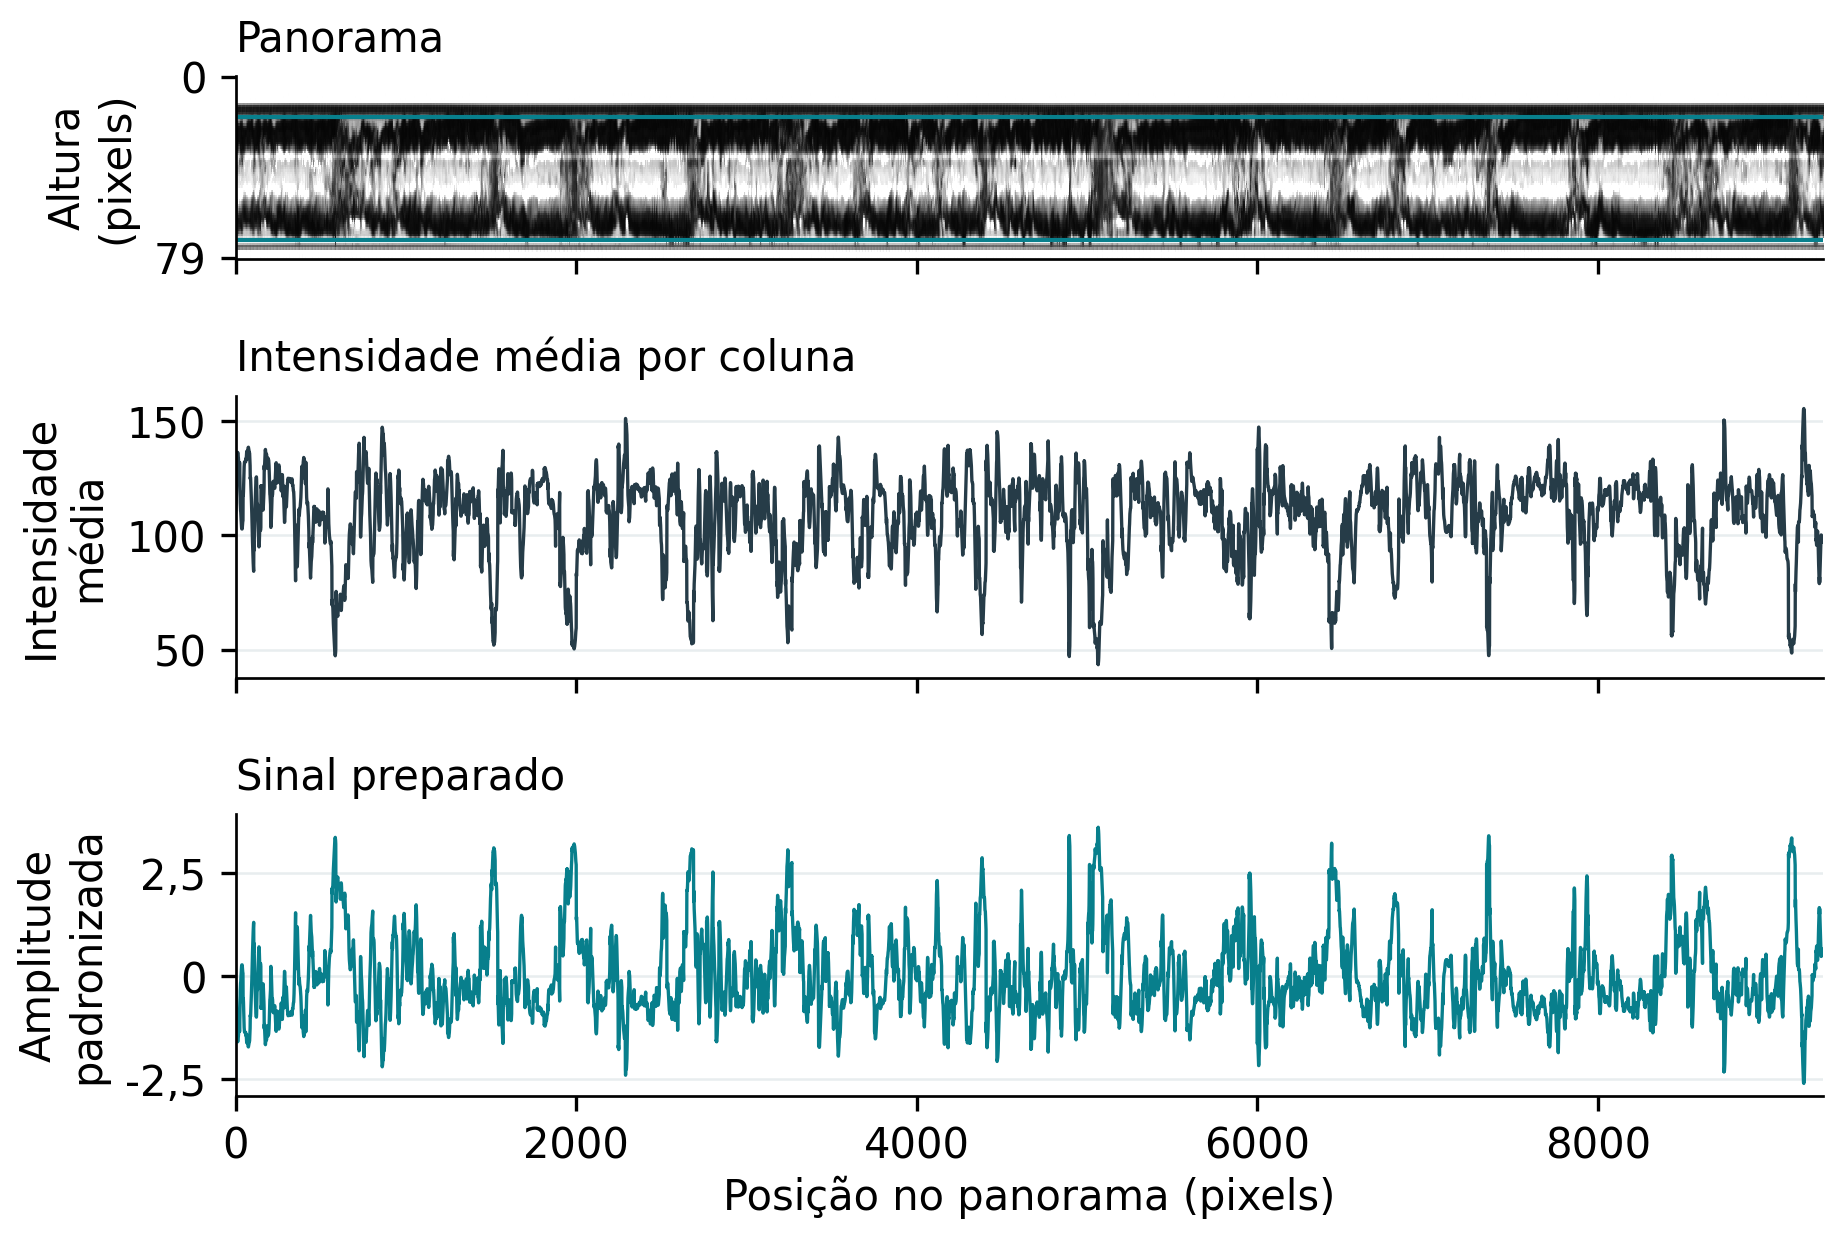 Panorama
Altura
(pixels)
0
79
Intensidade média por coluna
Intensidade
média
150
100
50
Sinal preparado
Amplitude
padronizada
2,5
0
-2,5
0 2000 4000 6000 8000
Posição no panorama (pixels)